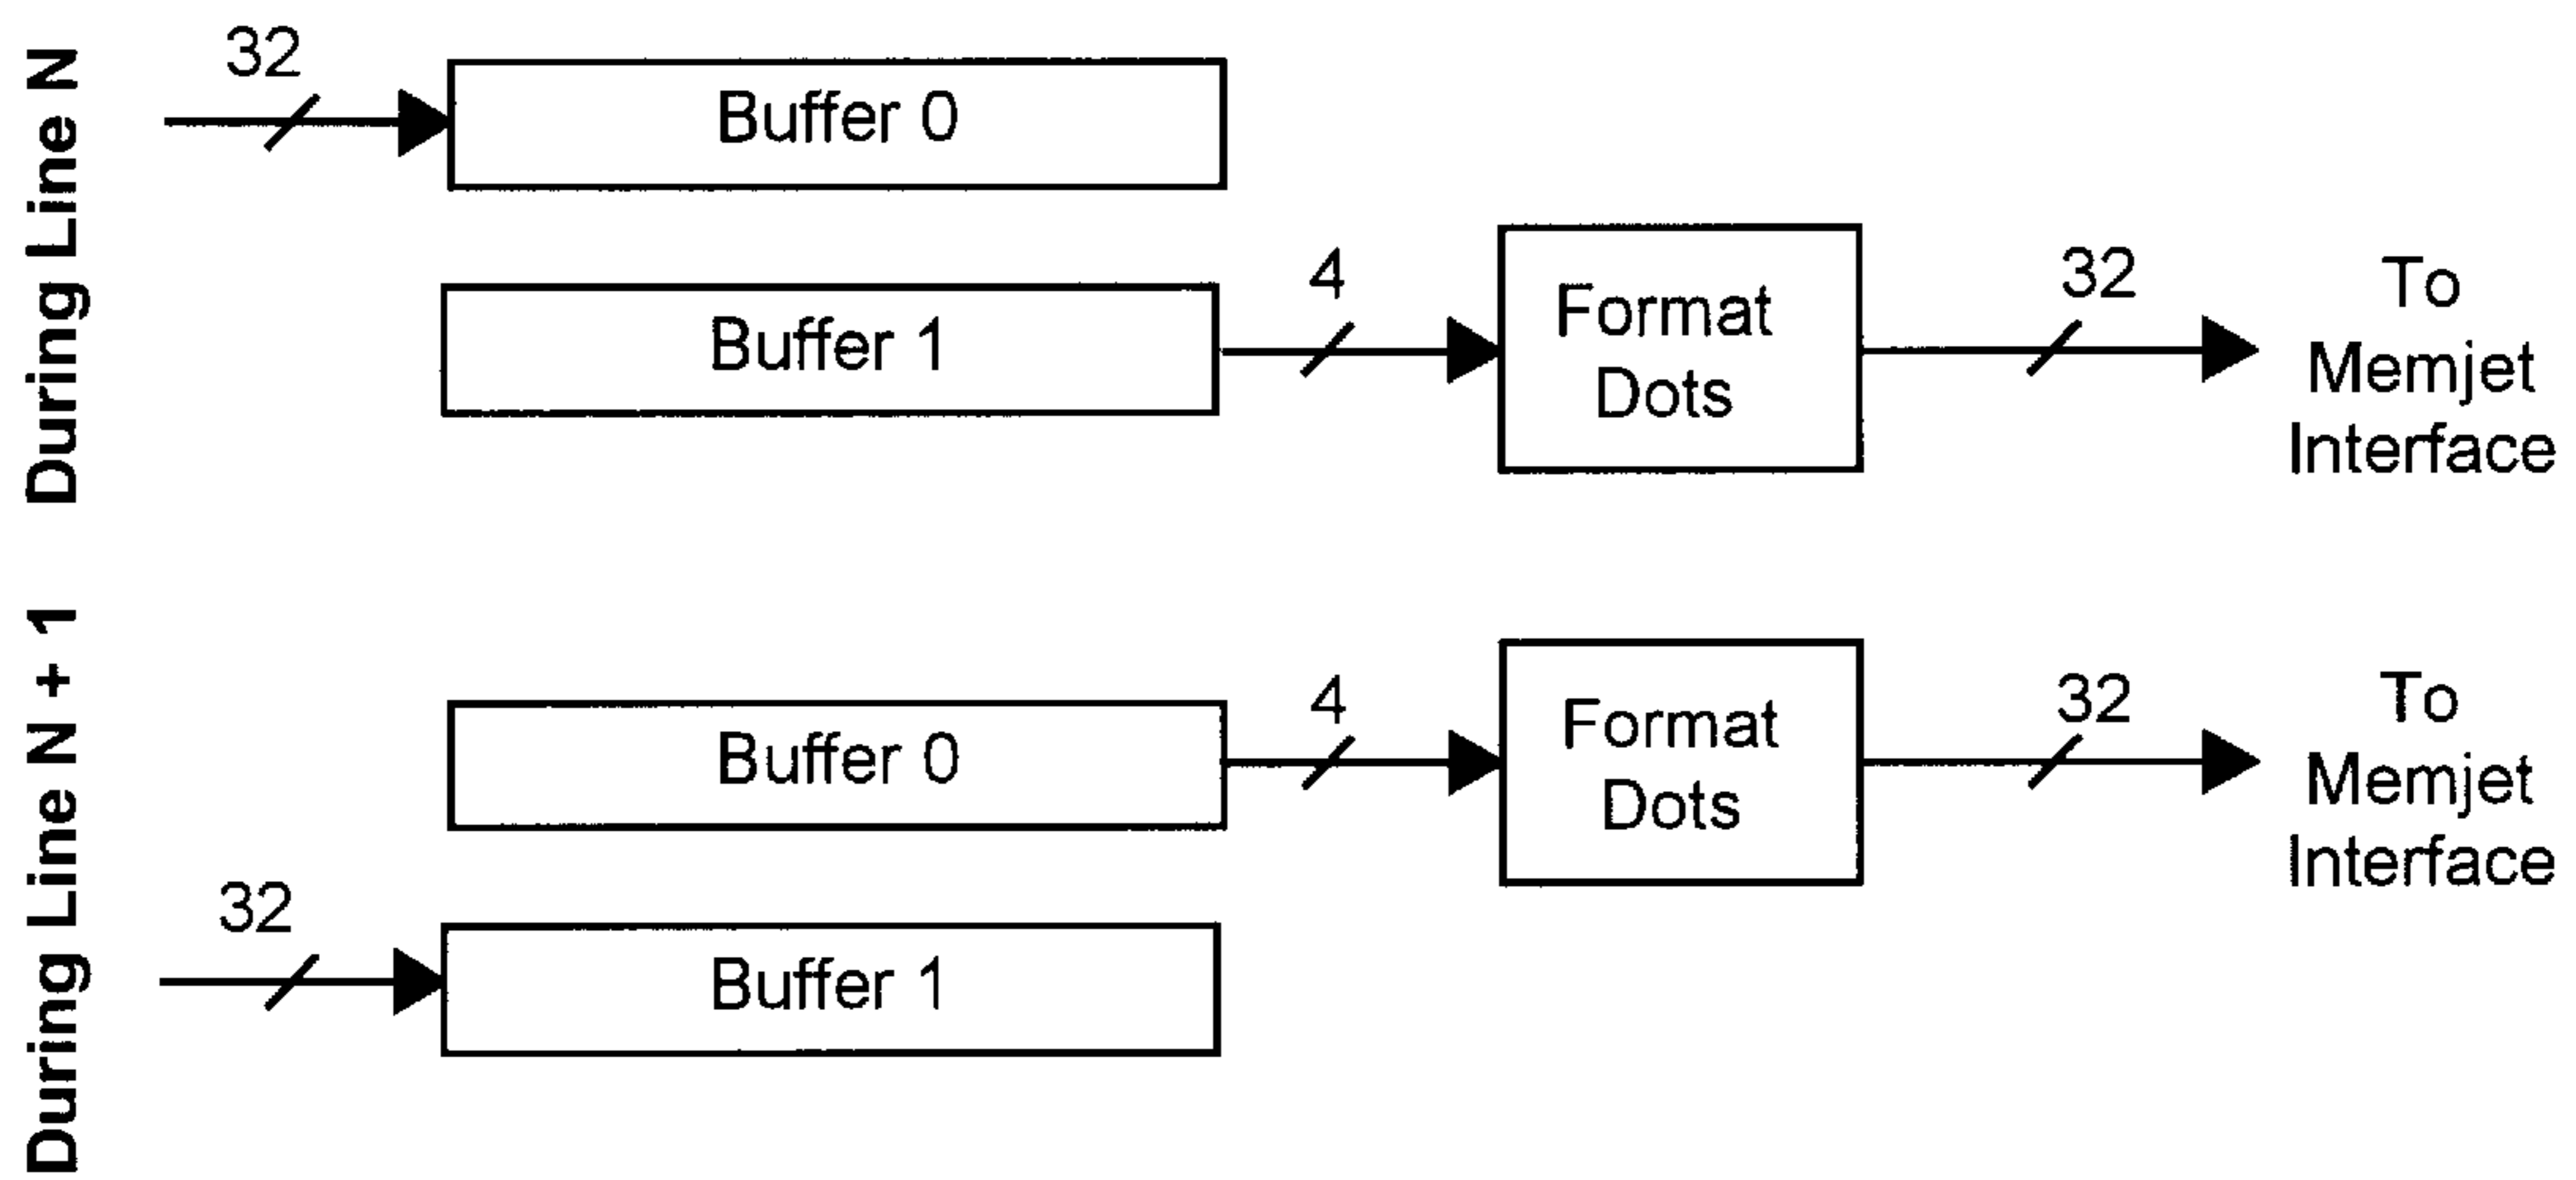 During Line N
32
Buffer 0
Buffer 1
4
Format
Dots
32
To
Memjet
Interface
During Line N + 1
Buffer 0
4
Format
Dots
32
To
Memjet
Interface
32
Buffer 1